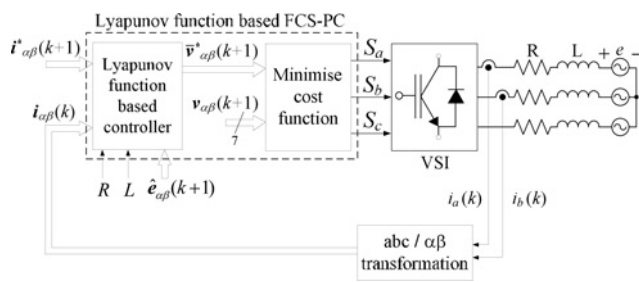 Lyapunov function based FCS-PC
i*αβ(k+1)
Lyapunov
function
based
controller
v̄*αβ(k+1)
vαβ(k+1)
7
Minimise
cost
function
Sa
Sb
Sc
VSI
R L + e −
iαβ(k)
R L êαβ(k+1)
ia(k) ib(k)
abc / αβ
transformation